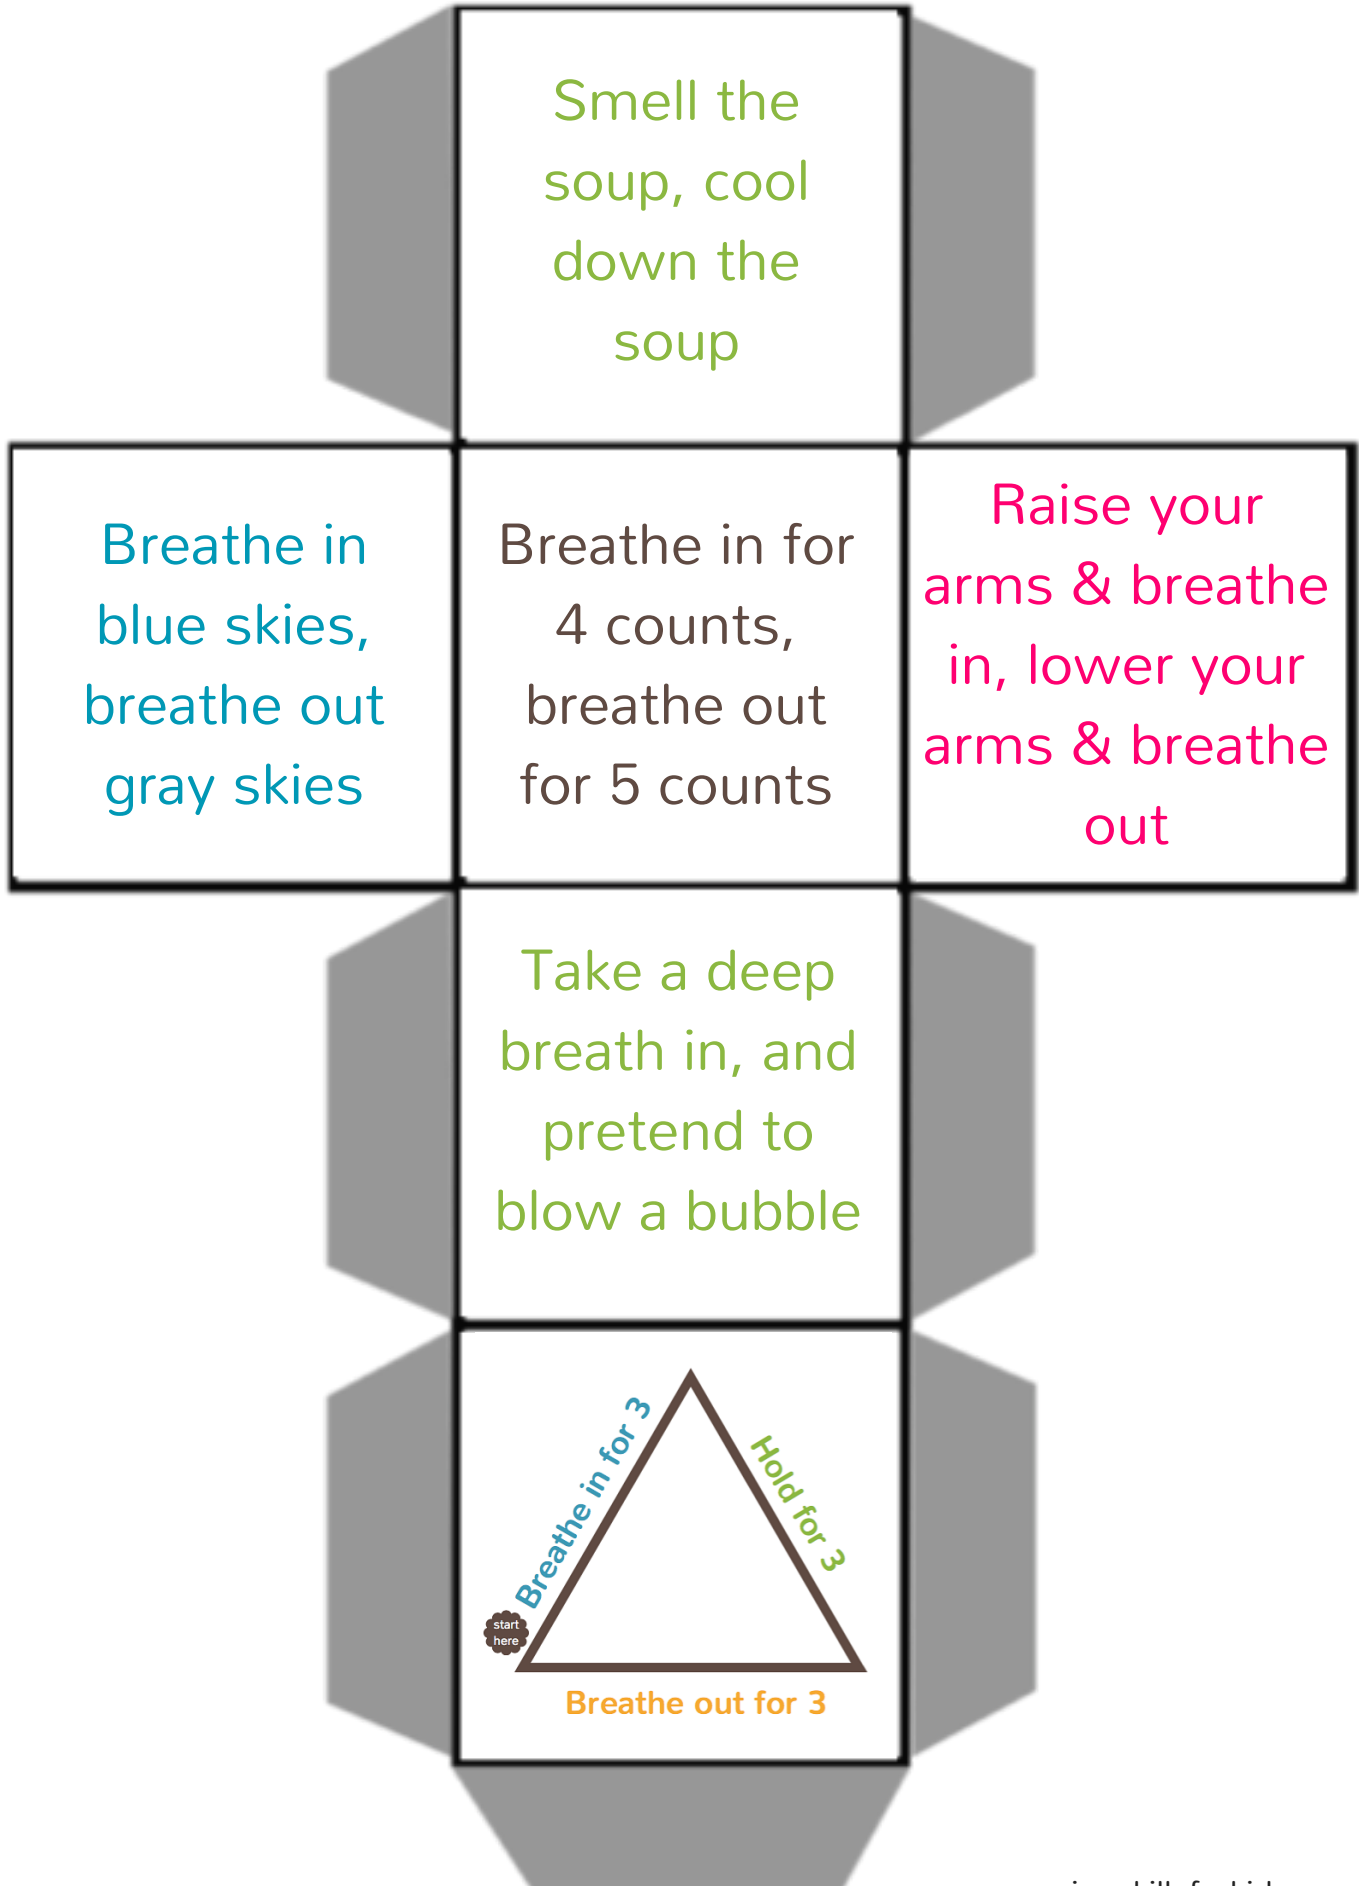 Smell the
soup, cool
down the
soup
Breathe in
blue skies,
breathe out
gray skies
Breathe in for
4 counts,
breathe out
for 5 counts
Raise your
arms & breathe
in, lower your
arms & breathe
out
Take a deep
breath in, and
pretend to
blow a bubble
Breathe in for 3
Hold for 3
start
here
Breathe out for 3